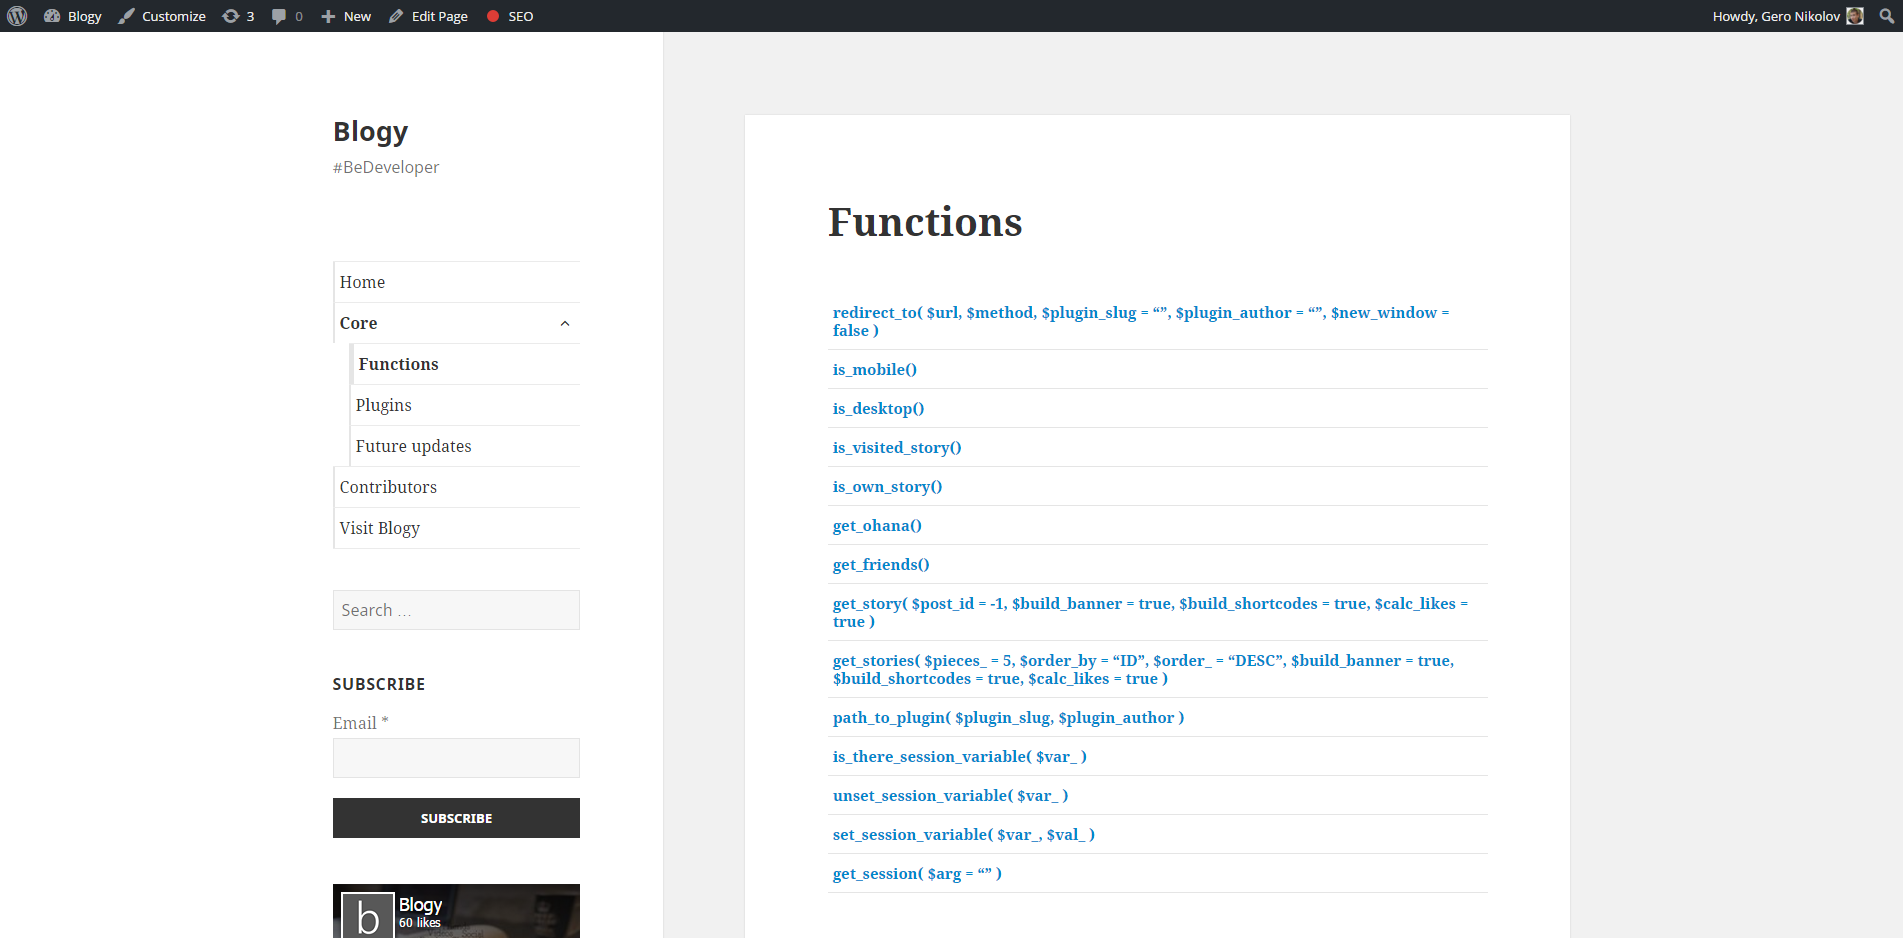 Blogy Customize 3 0 New Edit Page SEO Howdy, Gero Nikolov
Blogy
#BeDeveloper
Home
Core
Functions
Plugins
Future updates
Contributors
Visit Blogy
Search …
SUBSCRIBE
Email *
SUBSCRIBE
b
Blogy
60 likes
Functions
redirect_to( $url, $method, $plugin_slug = “”, $plugin_author = “”, $new_window =
false )
is_mobile()
is_desktop()
is_visited_story()
is_own_story()
get_ohana()
get_friends()
get_story( $post_id = -1, $build_banner = true, $build_shortcodes = true, $calc_likes =
true )
get_stories( $pieces_ = 5, $order_by = “ID”, $order_ = “DESC”, $build_banner = true,
$build_shortcodes = true, $calc_likes = true )
path_to_plugin( $plugin_slug, $plugin_author )
is_there_session_variable( $var_ )
unset_session_variable( $var_ )
set_session_variable( $var_, $val_ )
get_session( $arg = “” )